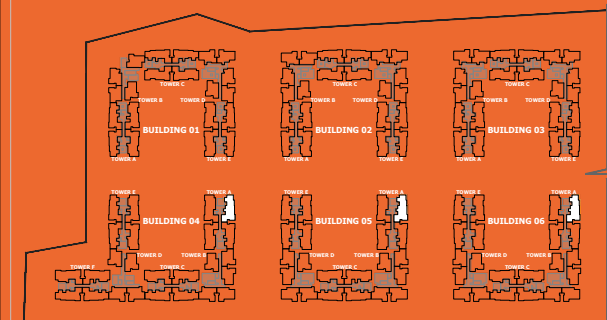 TOWER C TOWER C TOWER C
TOWER B TOWER D TOWER B TOWER D TOWER B TOWER D
BUILDING 01 BUILDING 02 BUILDING 03
TOWER A TOWER E TOWER A TOWER E TOWER A TOWER E
TOWER E TOWER A TOWER E TOWER A TOWER E TOWER A
BUILDING 04 BUILDING 05 BUILDING 06
TOWER D TOWER B TOWER D TOWER B TOWER D TOWER B
TOWER F TOWER C TOWER C TOWER C